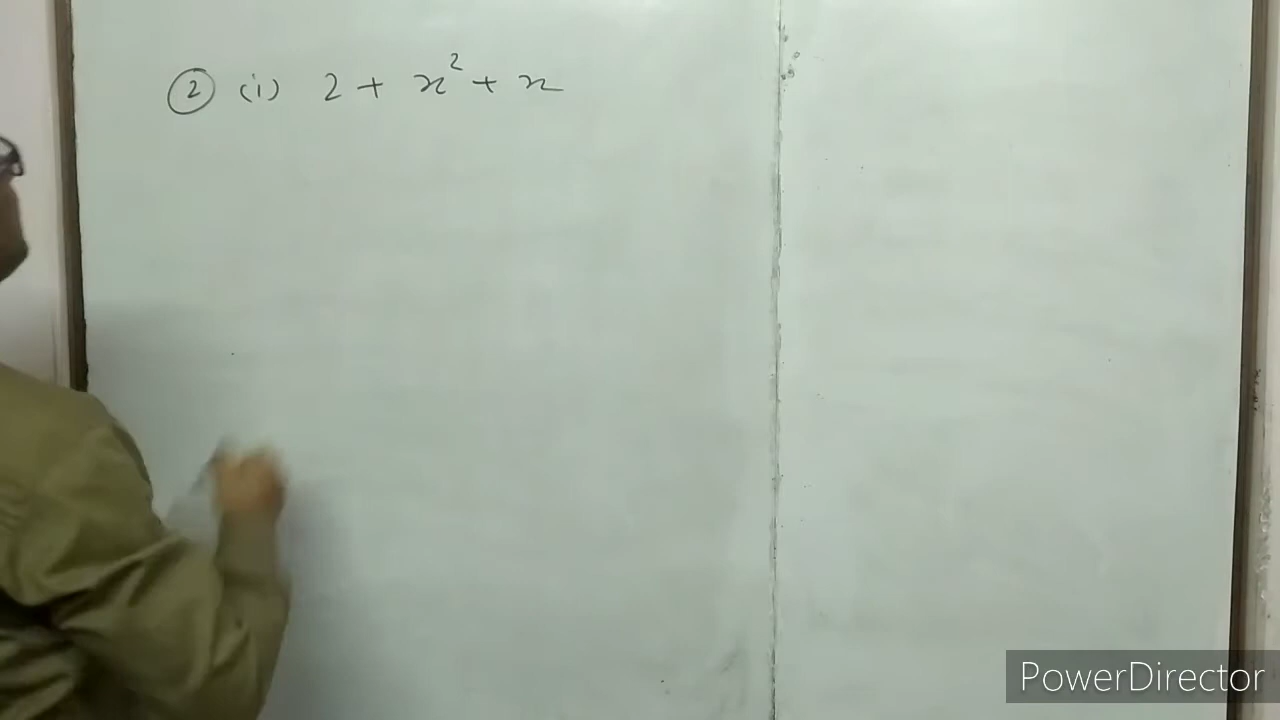 ② (i) 2 + x² + x
PowerDirector